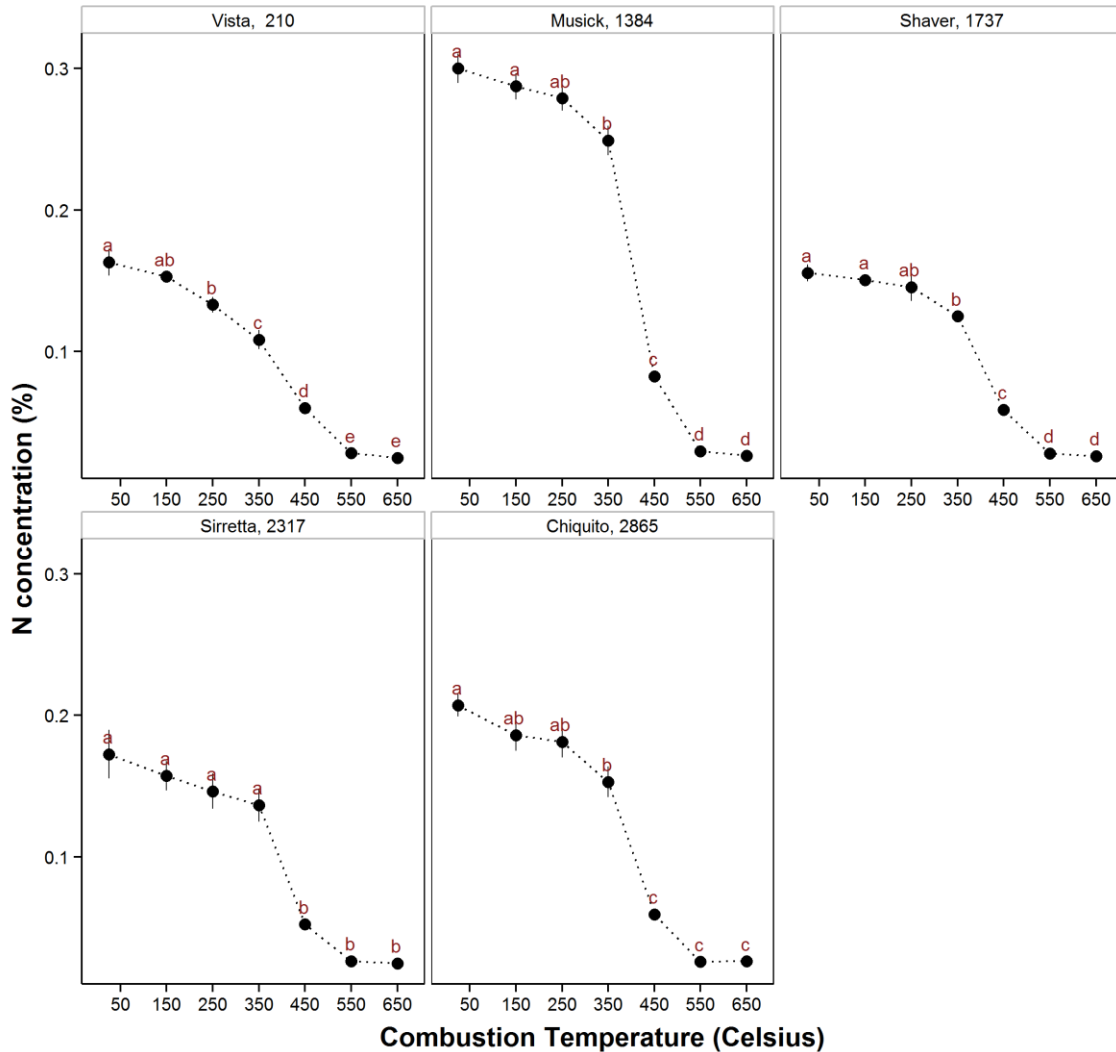 Vista, 210
Musick, 1384
Shaver, 1737
0.3
0.2
0.1
a
ab
b
c
d
e
e
a
a
ab
b
c
d
d
a
a
ab
b
c
d
d
50 150 250 350 450 550 650
50 150 250 350 450 550 650
50 150 250 350 450 550 650
Sirretta, 2317
Chiquito, 2865
0.3
0.2
0.1
a
a
a
a
b
b
b
a
ab
ab
b
c
c
c
50 150 250 350 450 550 650
50 150 250 350 450 550 650
N concentration (%)
Combustion Temperature (Celsius)